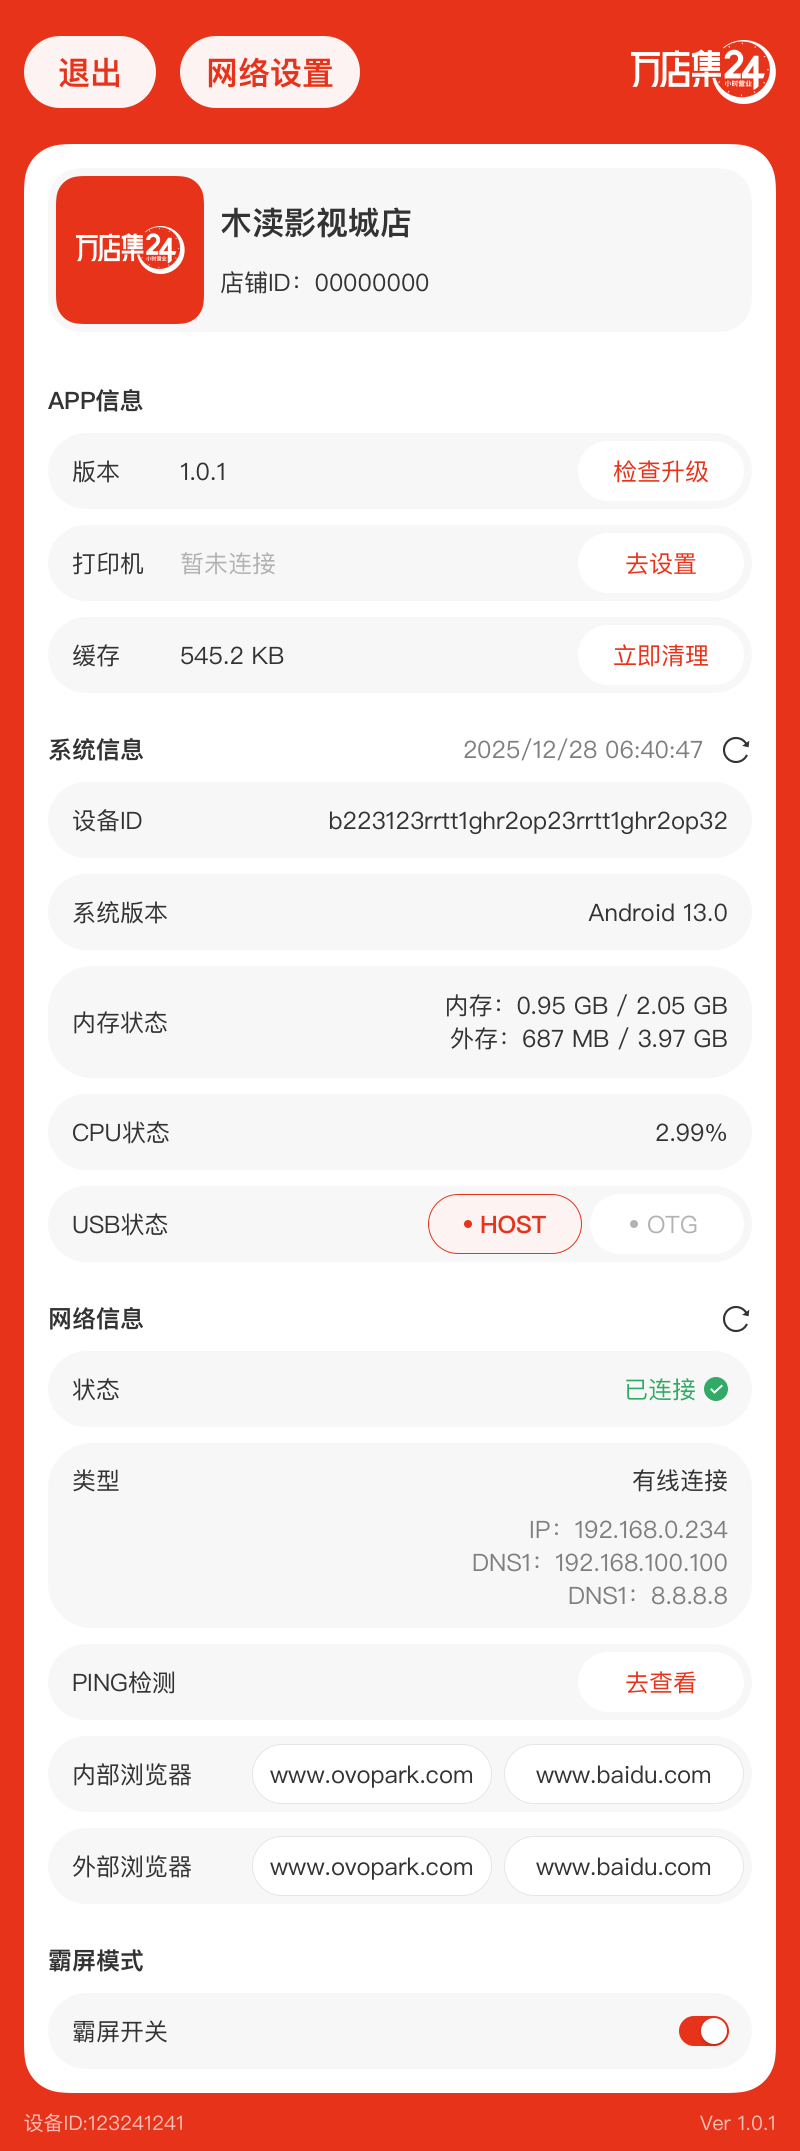 退出
网络设置
万店集24
小时营业
万店集24
小时营业
木渎影视城店
店铺ID：00000000
APP信息
版本 1.0.1 检查升级
打印机 暂未连接 去设置
缓存 545.2 KB 立即清理
系统信息 2025/12/28 06:40:47
设备ID b223123rrtt1ghr2op23rrtt1ghr2op32
系统版本 Android 13.0
内存状态 内存：0.95 GB / 2.05 GB
外存：687 MB / 3.97 GB
CPU状态 2.99%
USB状态 • HOST • OTG
网络信息
状态 已连接
类型 有线连接
IP：192.168.0.234
DNS1：192.168.100.100
DNS1：8.8.8.8
PING检测 去查看
内部浏览器 www.ovopark.com www.baidu.com
外部浏览器 www.ovopark.com www.baidu.com
霸屏模式
霸屏开关
设备ID:123241241 Ver 1.0.1